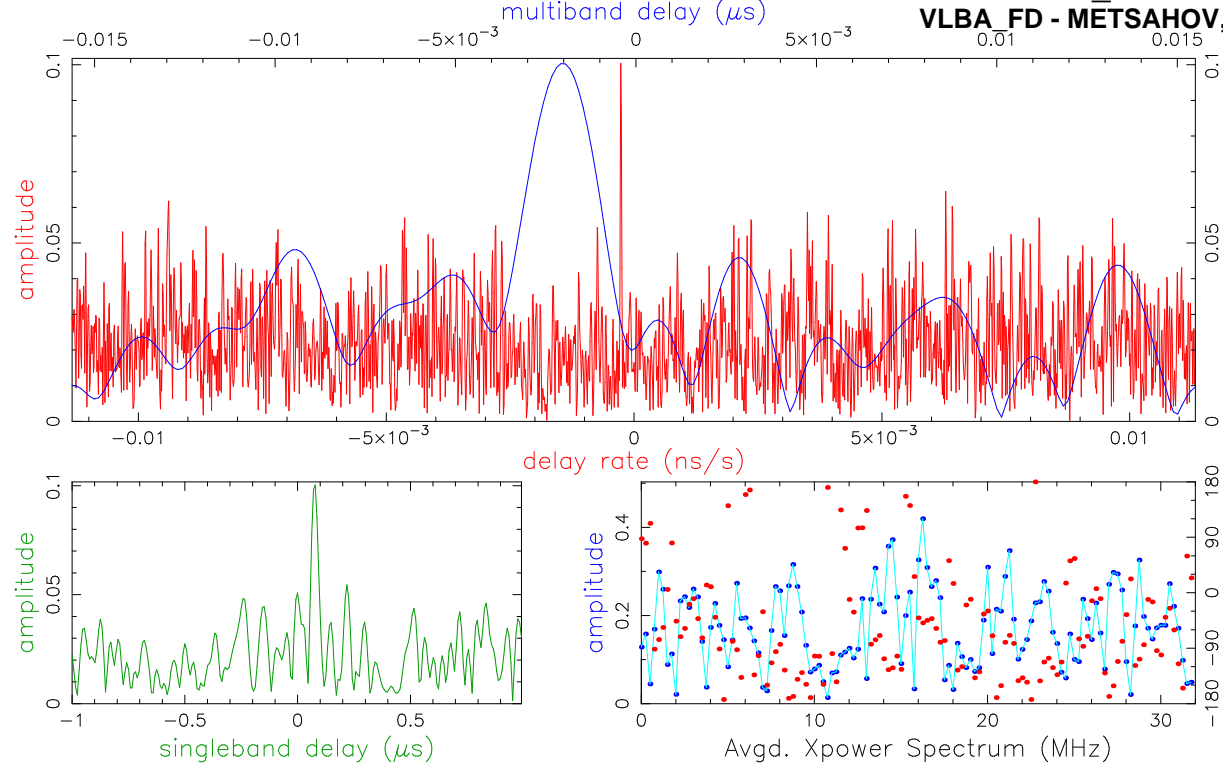 multiband delay (μs)
VLBA_FD - METSAHOV,
−0.015 −0.01 −5×10⁻³ 0 5×10⁻³ 0.01 0.015
amplitude
0 0.05 0.1
0 0.05 0.1
−0.01 −5×10⁻³ 0 5×10⁻³ 0.01
delay rate (ns/s)
amplitude
0 0.05 0.1
−1 −0.5 0 0.5
singleband delay (μs)
amplitude
0 0.2 0.4
−180 −90 0 90 180
0 10 20 30
Avgd. Xpower Spectrum (MHz)